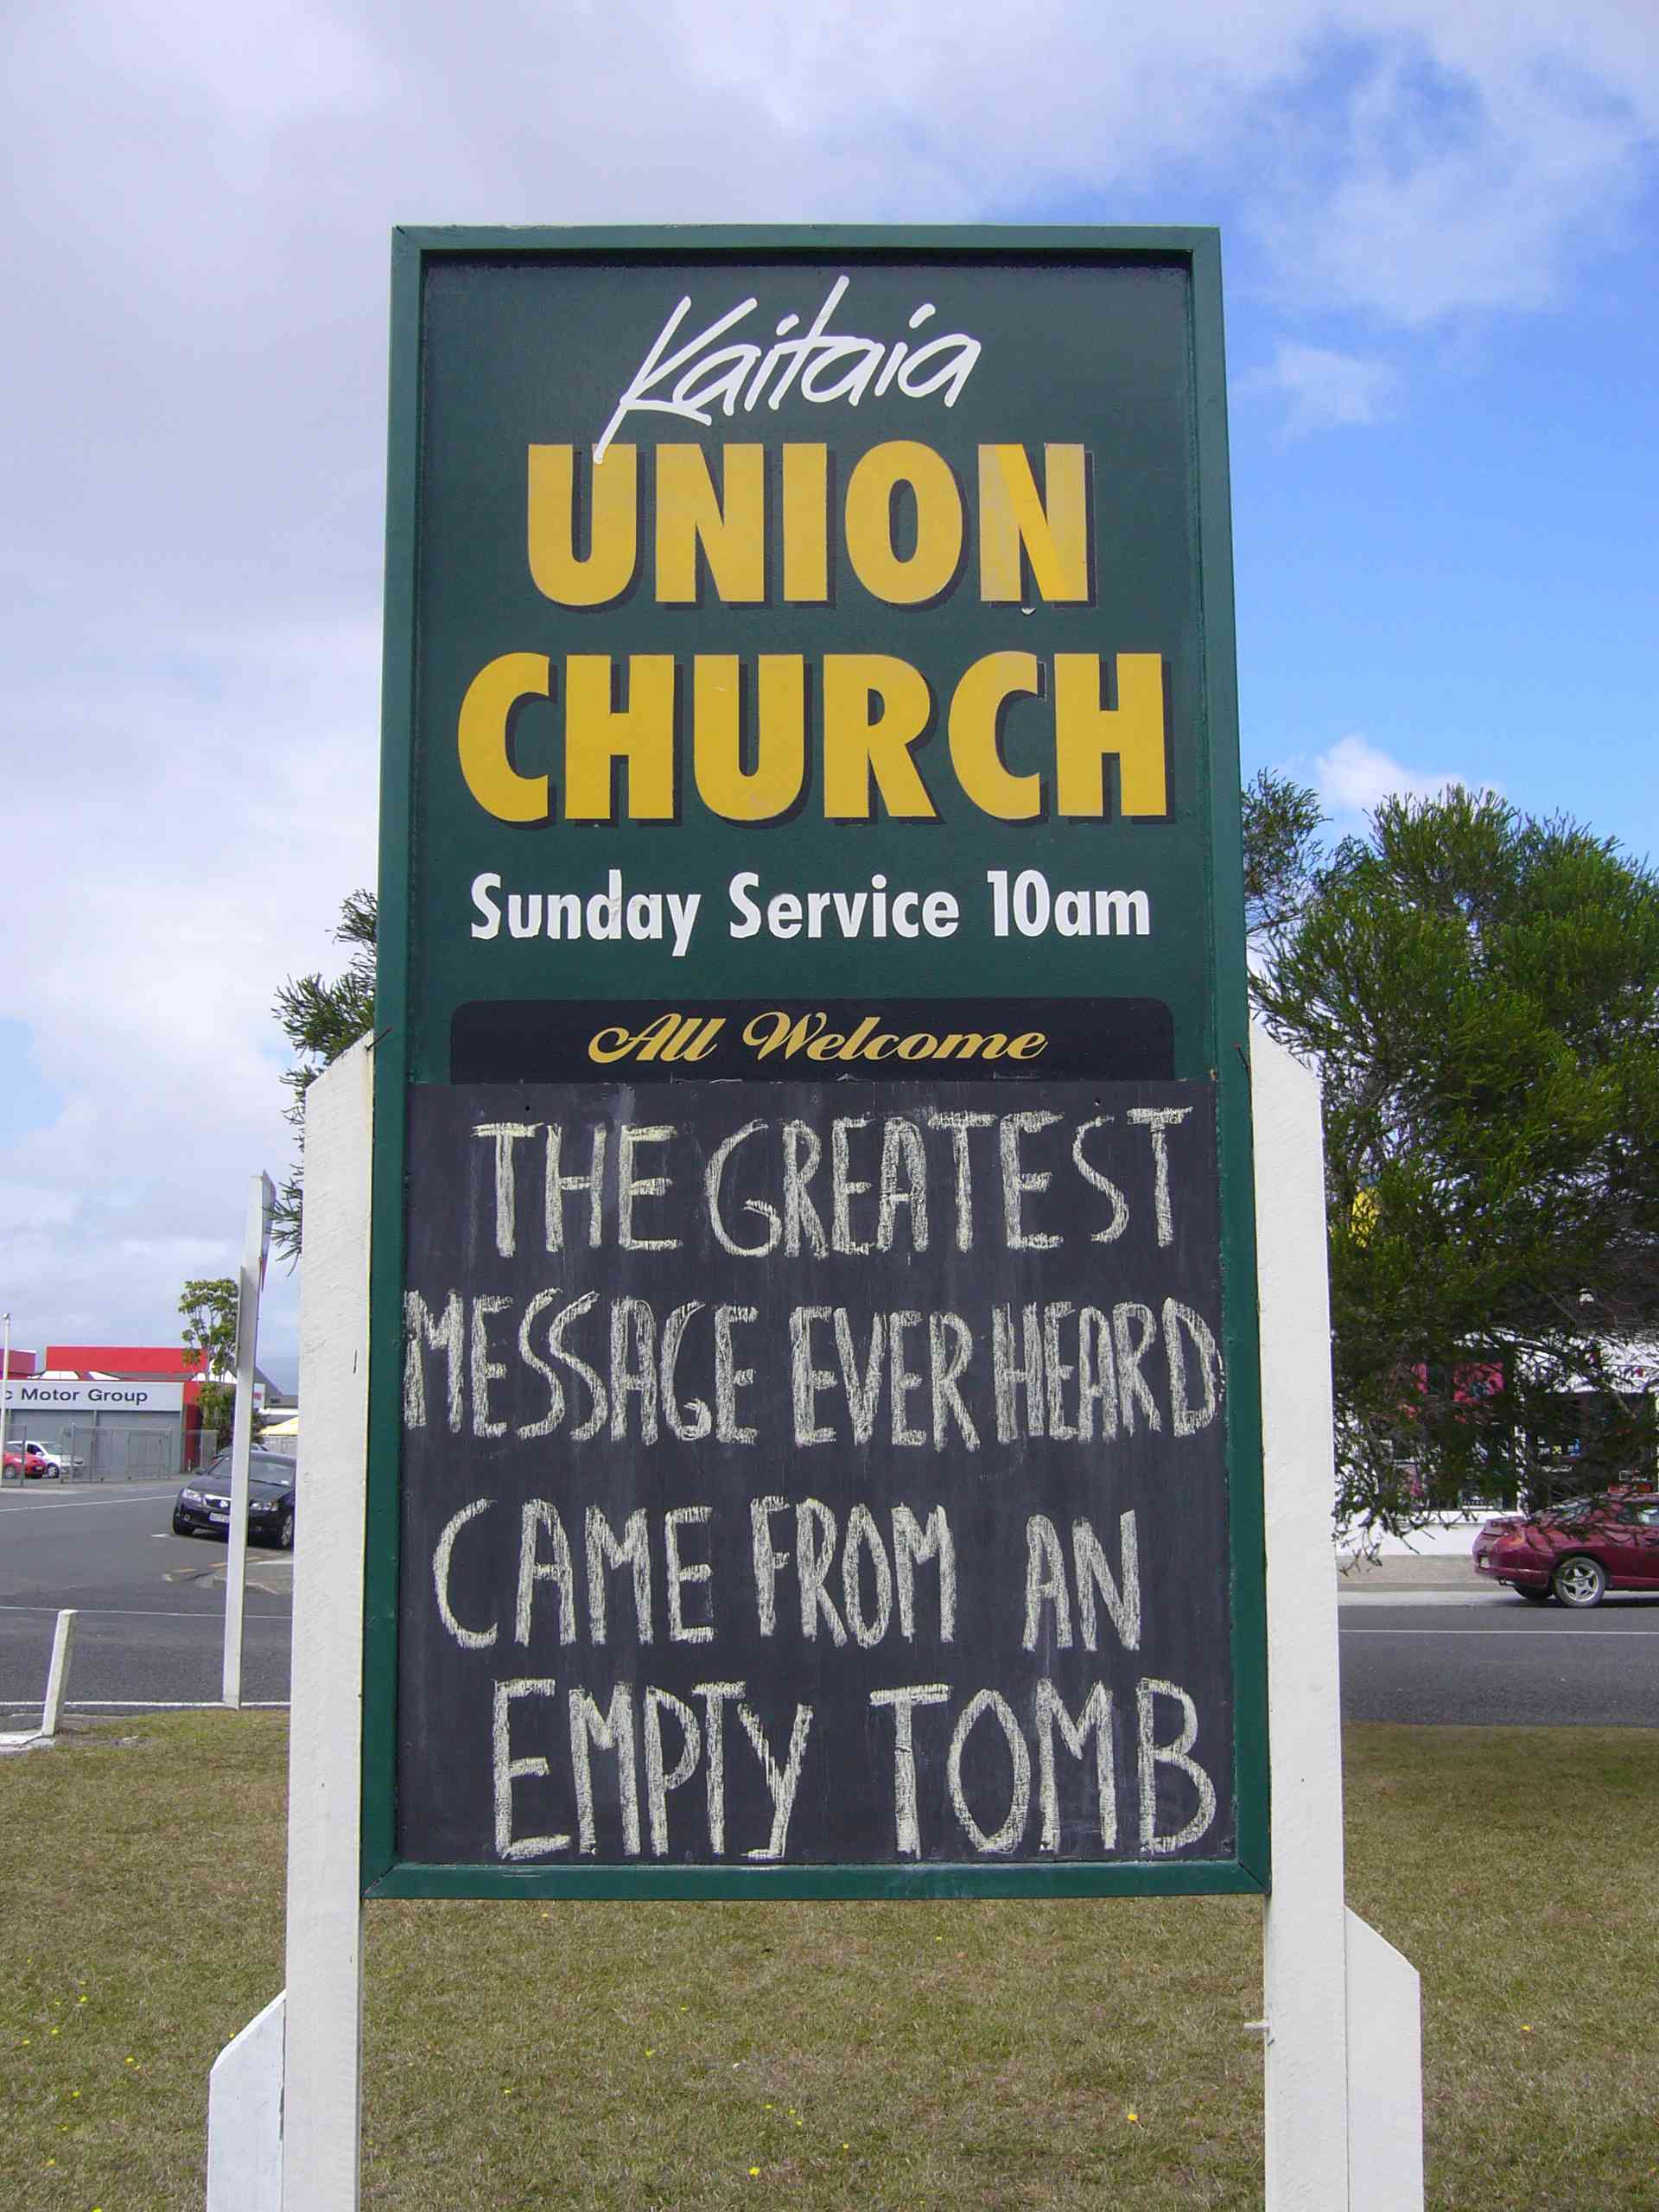 Kaitaia
UNION
CHURCH
Sunday Service 10am
All Welcome
THE GREATEST
MESSAGE EVER HEARD
CAME FROM AN
EMPTY TOMB
c Motor Group